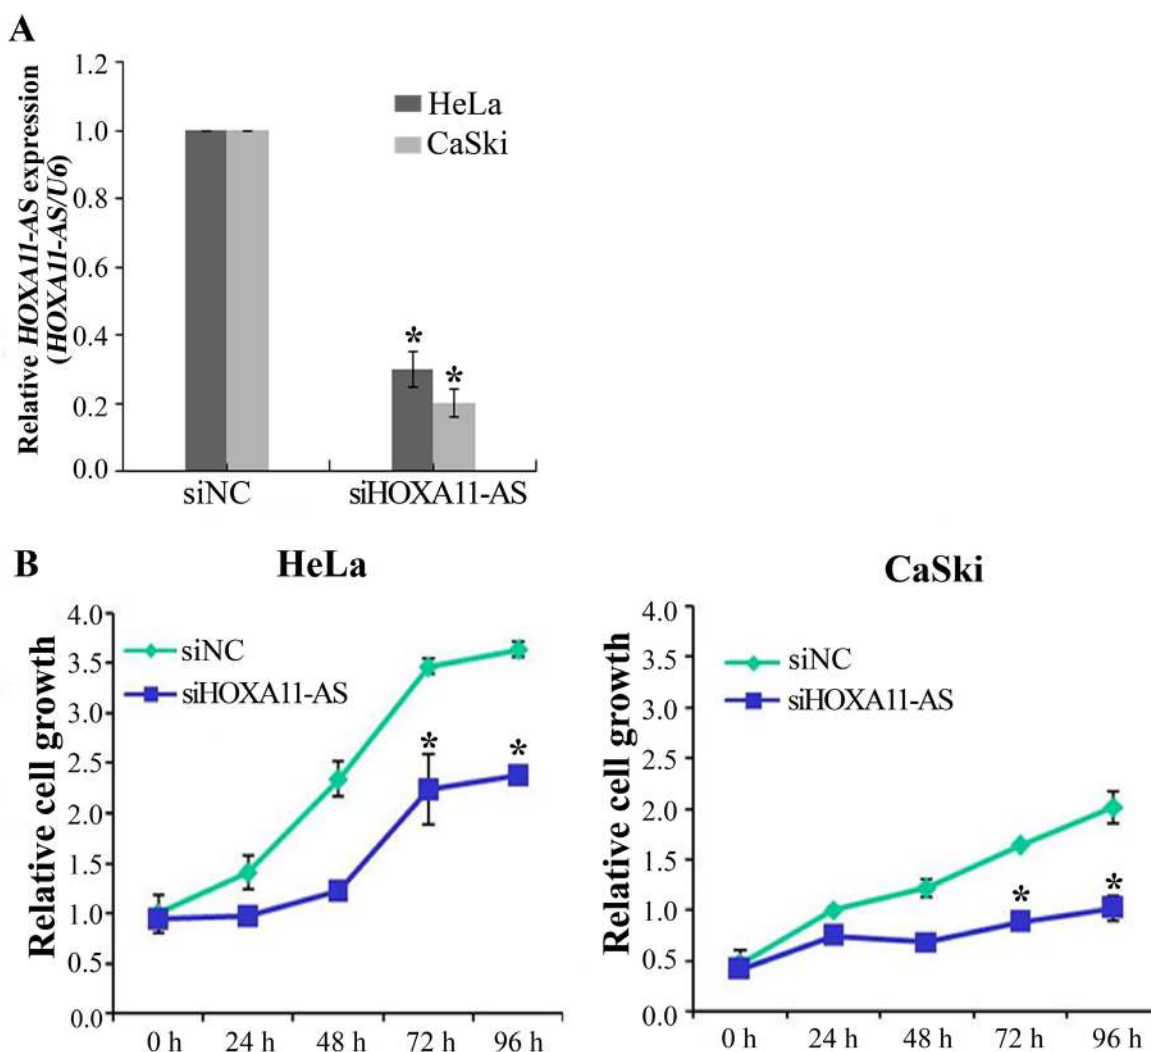 A
Relative HOXA11-AS expression
(HOXA11-AS/U6)
1.2
1.0
0.8
0.6
0.4
0.2
0.0
HeLa
CaSki
*
*
siNC
siHOXA11-AS
B
HeLa
Relative cell growth
4.0
3.5
3.0
2.5
2.0
1.5
1.0
0.5
0.0
siNC
siHOXA11-AS
*
*
0 h 24 h 48 h 72 h 96 h
CaSki
Relative cell growth
4.0
3.5
3.0
2.5
2.0
1.5
1.0
0.5
0.0
siNC
siHOXA11-AS
*
*
0 h 24 h 48 h 72 h 96 h